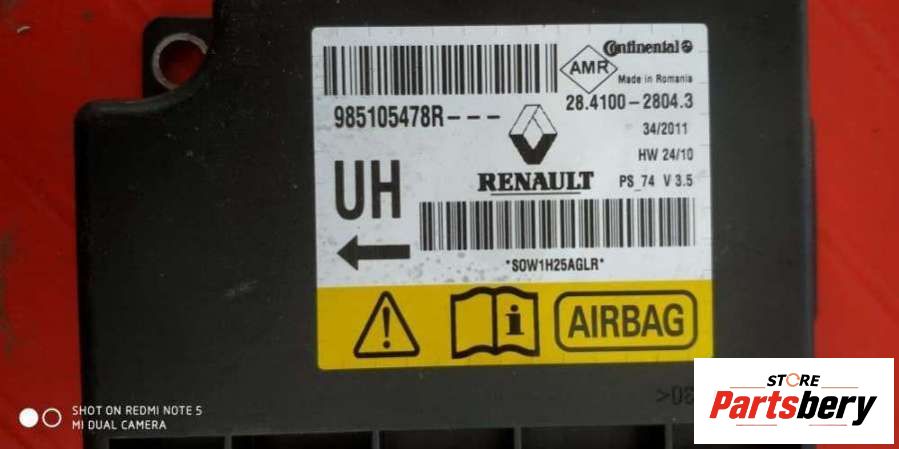 Continental
AMR
Made in Romania
985105478R---
28.4100-2804.3
34/2011
HW 24/10
UH
RENAULT
PS_74 V 3.5
*S0W1H25AGLR*
i
AIRBAG
STORE
Partsbery
SHOT ON REDMI NOTE 5
MI DUAL CAMERA